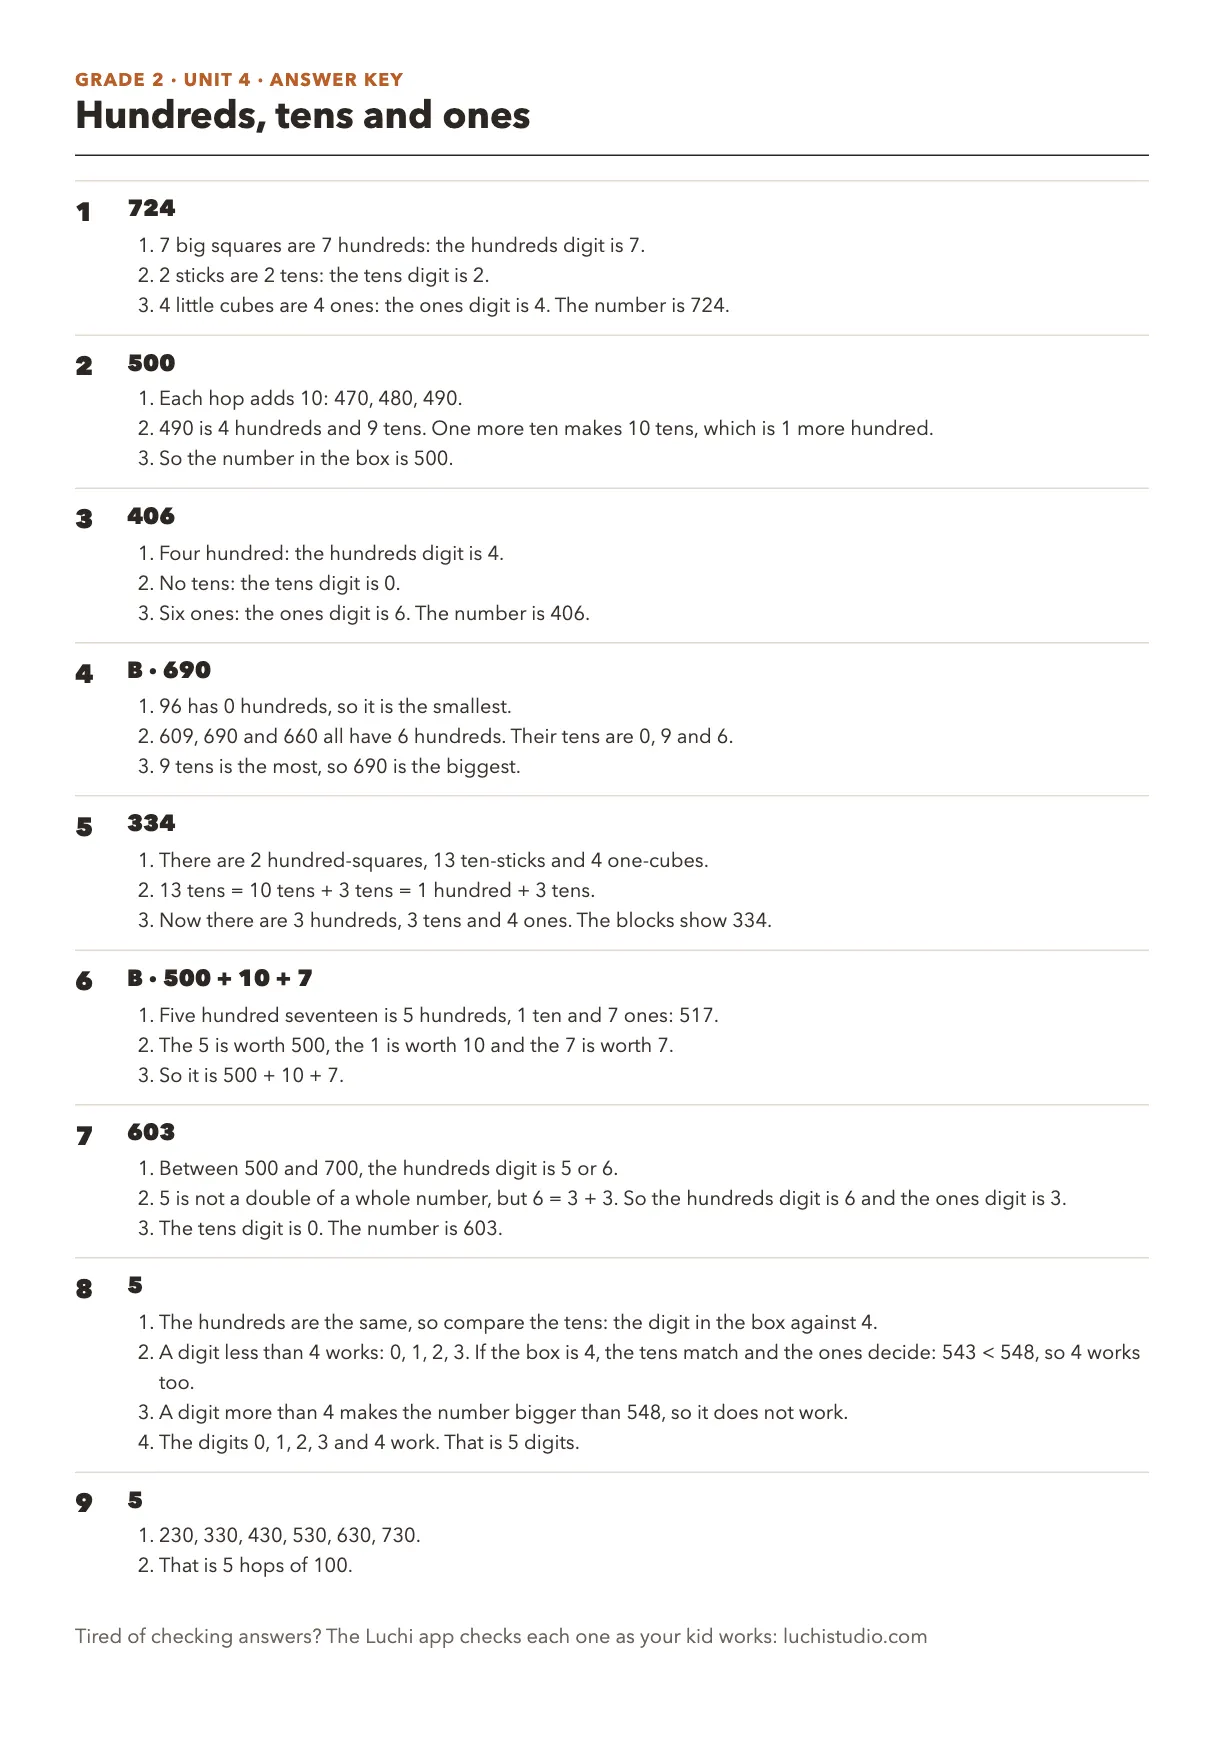 GRADE 2 · UNIT 4 · ANSWER KEY
Hundreds, tens and ones
1 724
1. 7 big squares are 7 hundreds: the hundreds digit is 7.
2. 2 sticks are 2 tens: the tens digit is 2.
3. 4 little cubes are 4 ones: the ones digit is 4. The number is 724.
2 500
1. Each hop adds 10: 470, 480, 490.
2. 490 is 4 hundreds and 9 tens. One more ten makes 10 tens, which is 1 more hundred.
3. So the number in the box is 500.
3 406
1. Four hundred: the hundreds digit is 4.
2. No tens: the tens digit is 0.
3. Six ones: the ones digit is 6. The number is 406.
4 B · 690
1. 96 has 0 hundreds, so it is the smallest.
2. 609, 690 and 660 all have 6 hundreds. Their tens are 0, 9 and 6.
3. 9 tens is the most, so 690 is the biggest.
5 334
1. There are 2 hundred-squares, 13 ten-sticks and 4 one-cubes.
2. 13 tens = 10 tens + 3 tens = 1 hundred + 3 tens.
3. Now there are 3 hundreds, 3 tens and 4 ones. The blocks show 334.
6 B · 500 + 10 + 7
1. Five hundred seventeen is 5 hundreds, 1 ten and 7 ones: 517.
2. The 5 is worth 500, the 1 is worth 10 and the 7 is worth 7.
3. So it is 500 + 10 + 7.
7 603
1. Between 500 and 700, the hundreds digit is 5 or 6.
2. 5 is not a double of a whole number, but 6 = 3 + 3. So the hundreds digit is 6 and the ones digit is 3.
3. The tens digit is 0. The number is 603.
8 5
1. The hundreds are the same, so compare the tens: the digit in the box against 4.
2. A digit less than 4 works: 0, 1, 2, 3. If the box is 4, the tens match and the ones decide: 543 < 548, so 4 works
too.
3. A digit more than 4 makes the number bigger than 548, so it does not work.
4. The digits 0, 1, 2, 3 and 4 work. That is 5 digits.
9 5
1. 230, 330, 430, 530, 630, 730.
2. That is 5 hops of 100.
Tired of checking answers? The Luchi app checks each one as your kid works: luchistudio.com